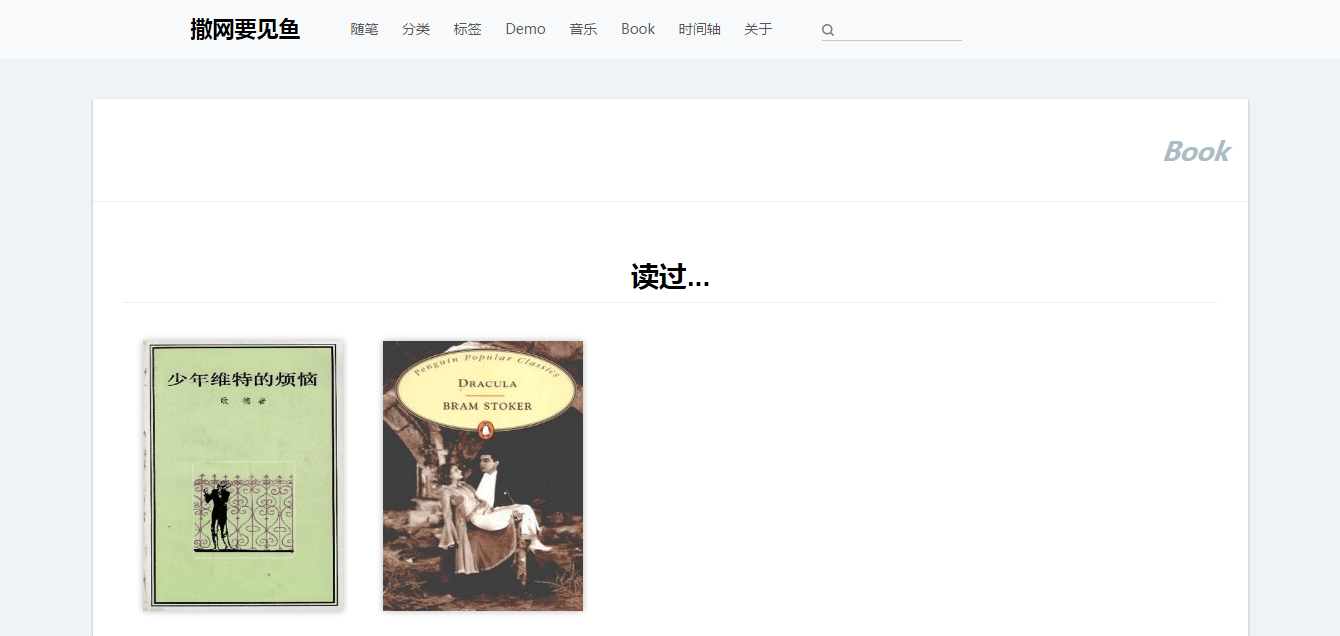 撒网要见鱼 随笔 分类 标签 Demo 音乐 Book 时间轴 关于
Book
读过...
少年维特的烦恼
歌 德 著
Penguin Popular Classics
DRACULA
BRAM STOKER